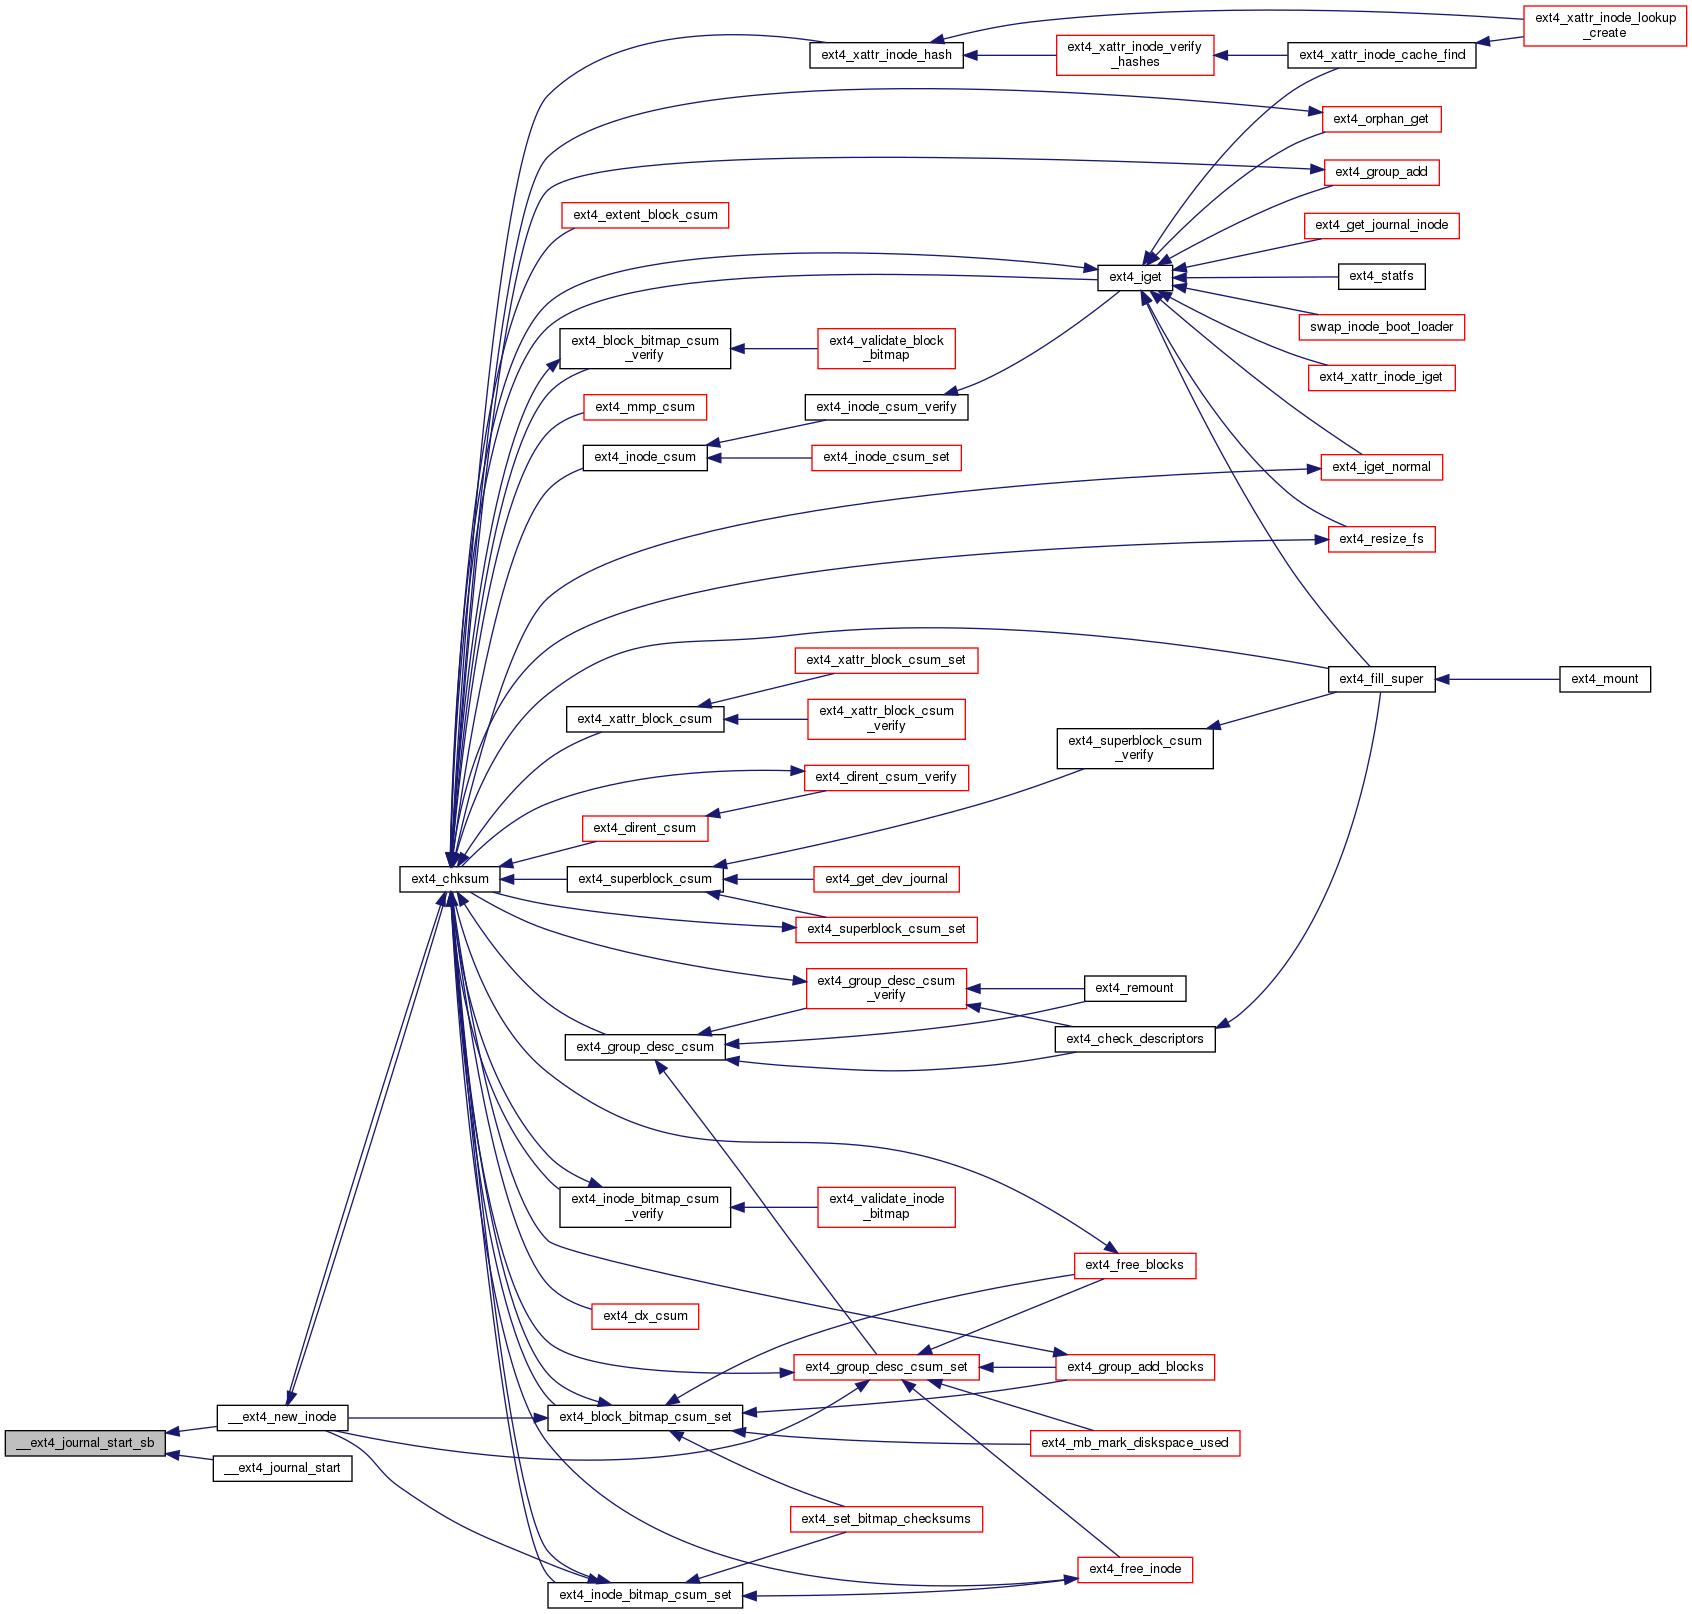 ext4_xattr_inode_lookup
_create
ext4_xattr_inode_hash
ext4_xattr_inode_verify
_hashes
ext4_xattr_inode_cache_find
ext4_orphan_get
ext4_group_add
ext4_extent_block_csum
ext4_get_journal_inode
ext4_iget
ext4_statfs
swap_inode_boot_loader
ext4_block_bitmap_csum
_verify
ext4_validate_block
_bitmap
ext4_xattr_inode_iget
ext4_mmp_csum
ext4_inode_csum_verify
ext4_inode_csum
ext4_inode_csum_set
ext4_iget_normal
ext4_resize_fs
ext4_xattr_block_csum_set
ext4_fill_super
ext4_mount
ext4_xattr_block_csum
ext4_xattr_block_csum
_verify
ext4_superblock_csum
_verify
ext4_dirent_csum_verify
ext4_dirent_csum
ext4_chksum
ext4_superblock_csum
ext4_get_dev_journal
ext4_superblock_csum_set
ext4_group_desc_csum
_verify
ext4_remount
ext4_group_desc_csum
ext4_check_descriptors
ext4_inode_bitmap_csum
_verify
ext4_validate_inode
_bitmap
ext4_free_blocks
ext4_dx_csum
ext4_group_desc_csum_set
ext4_group_add_blocks
__ext4_new_inode
ext4_block_bitmap_csum_set
__ext4_journal_start_sb
ext4_mb_mark_diskspace_used
__ext4_journal_start
ext4_set_bitmap_checksums
ext4_free_inode
ext4_inode_bitmap_csum_set